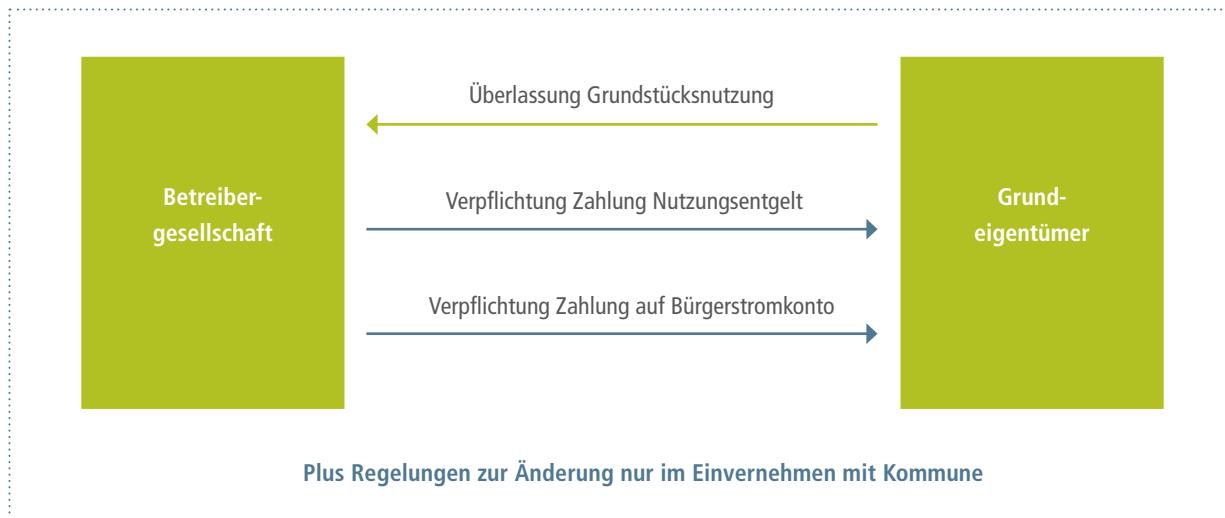 Überlassung Grundstücksnutzung
Betreiber-
gesellschaft
Verpflichtung Zahlung Nutzungsentgelt
Grund-
eigentümer
Verpflichtung Zahlung auf Bürgerstromkonto
Plus Regelungen zur Änderung nur im Einvernehmen mit Kommune